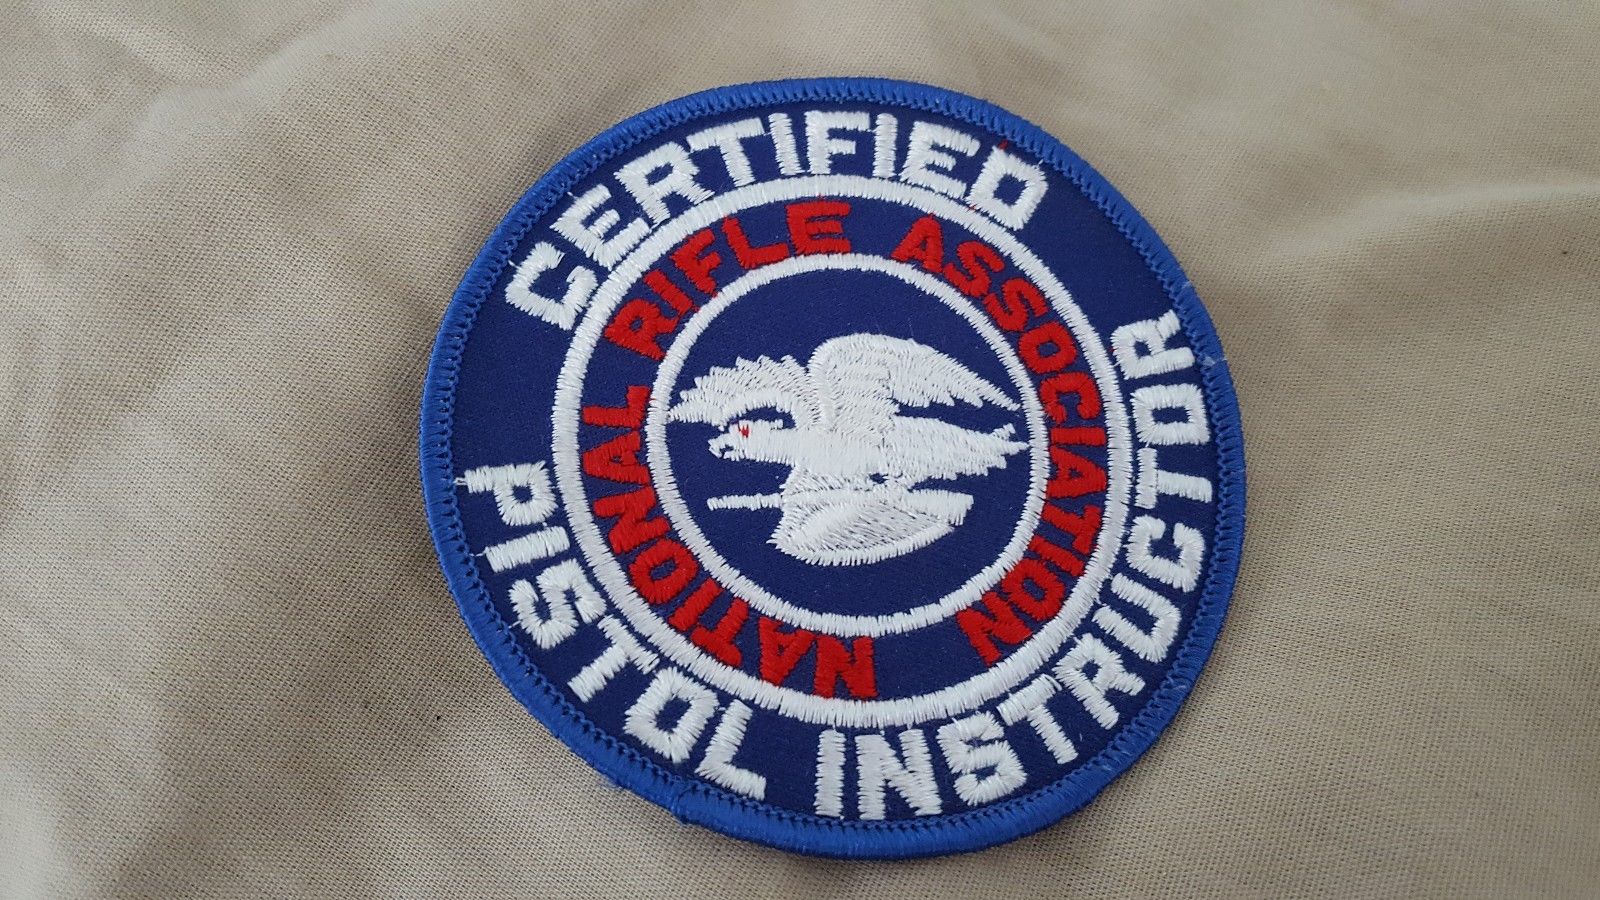 CERTIFIED
NATIONAL RIFLE ASSOCIATION
PISTOL INSTRUCTOR